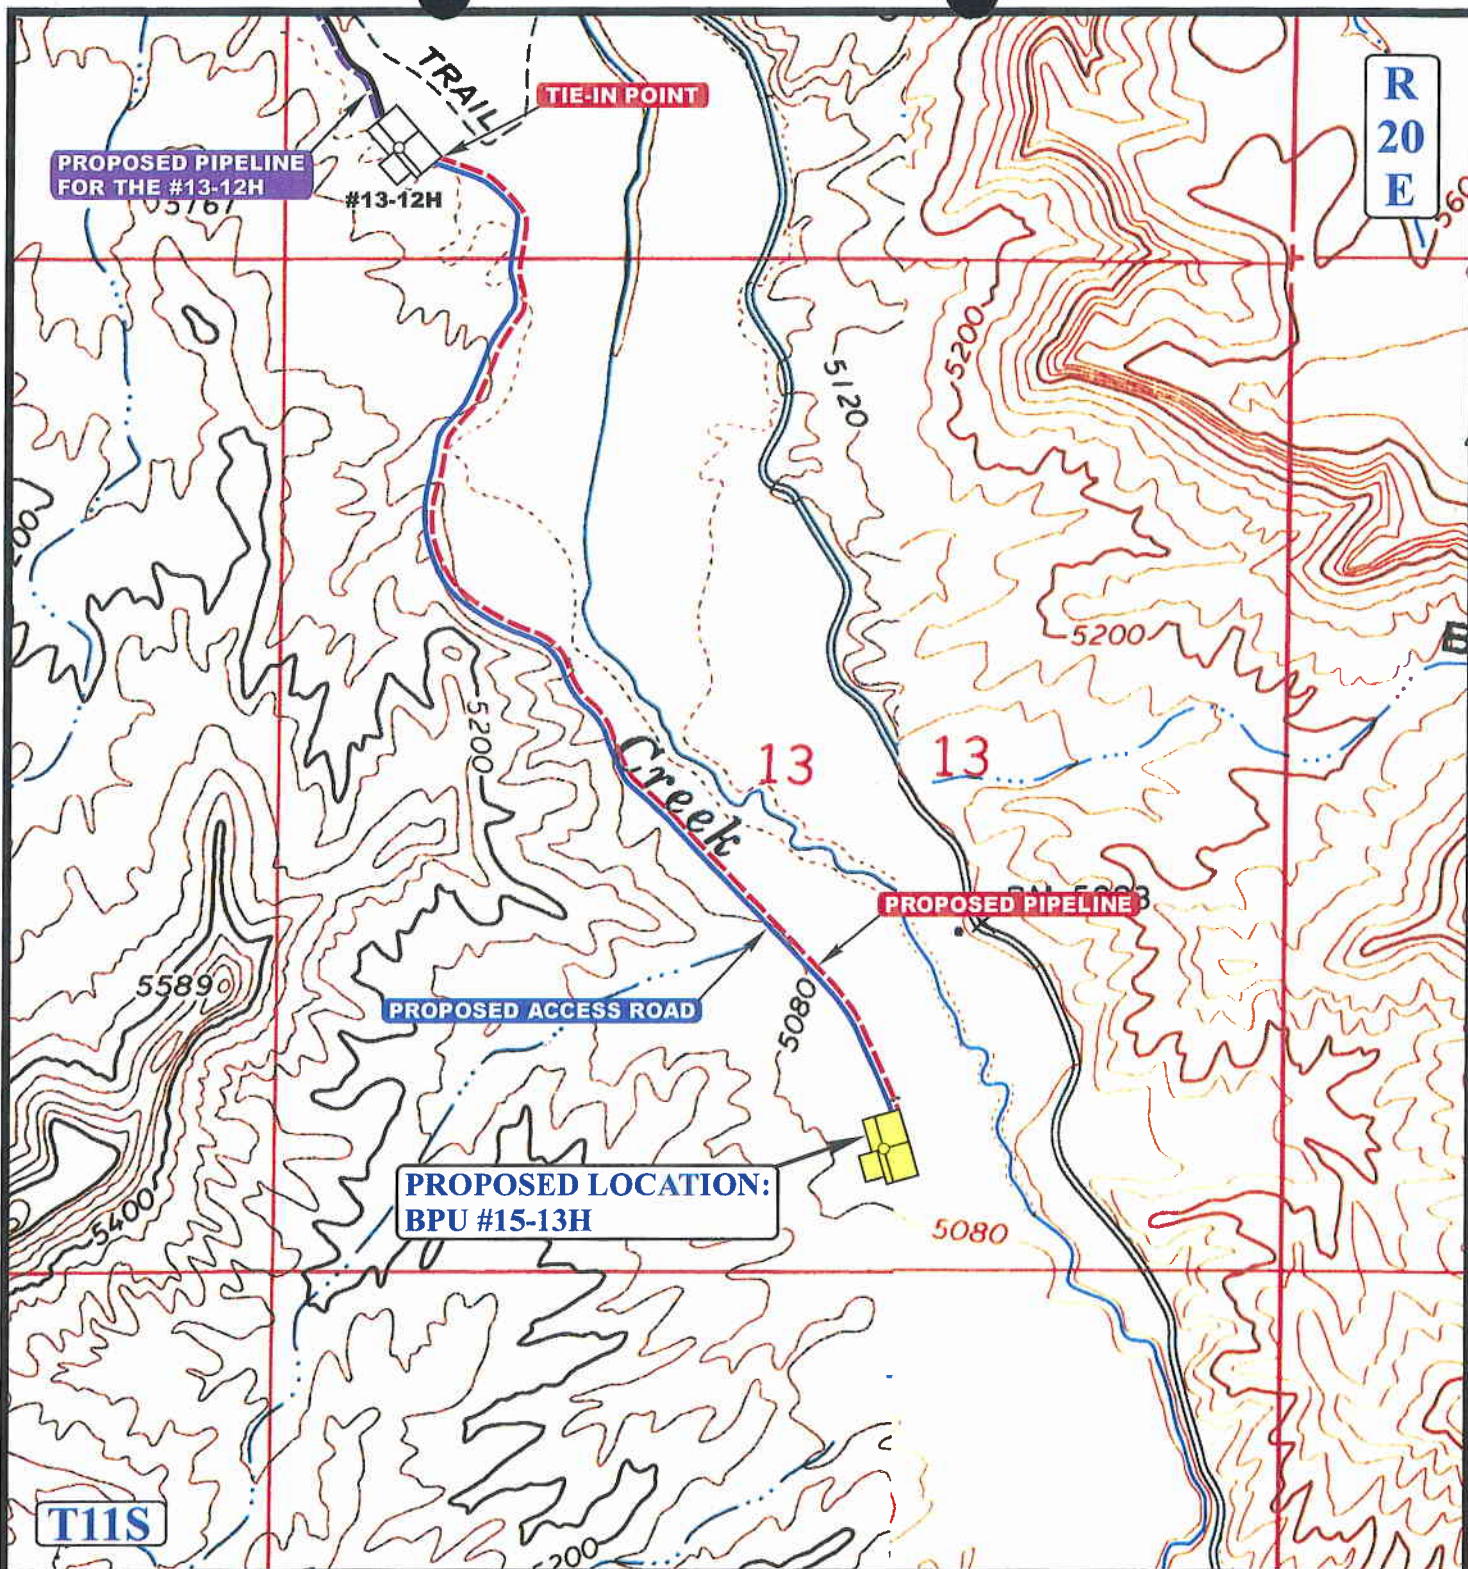 TRAIL
TIE-IN POINT
R
20
E
PROPOSED PIPELINE
FOR THE #13-12H
5767
#13-12H
5200
5120
5200
5200
13
13
Creek
PROPOSED PIPELINE
5589
PROPOSED ACCESS ROAD
5080
PROPOSED LOCATION:
BPU #15-13H
5400
5080
T11S